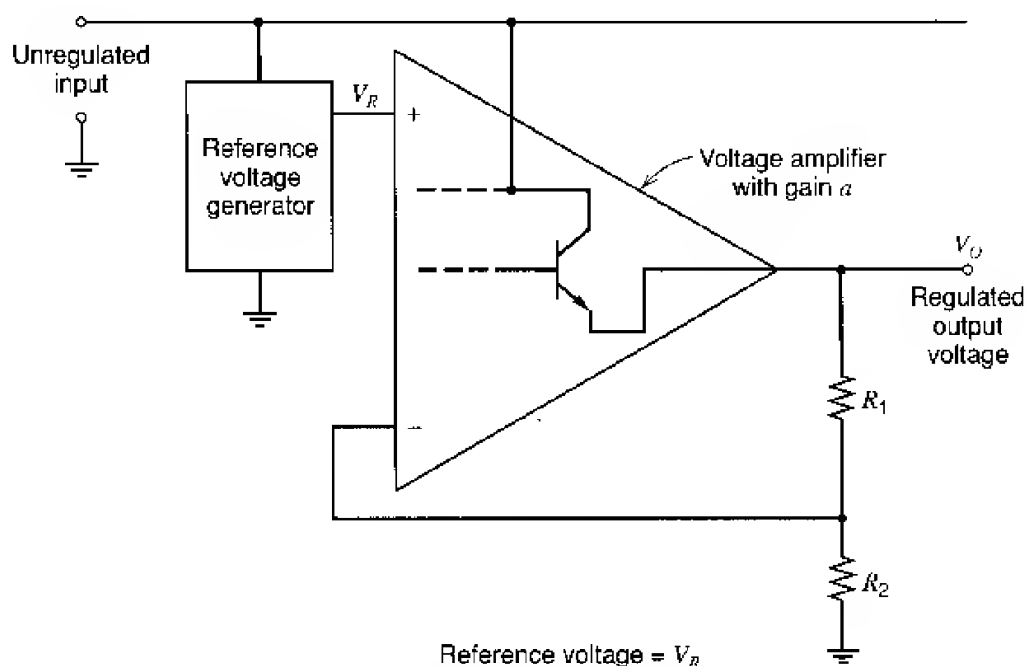 Unregulated
input
V_R
+
Reference
voltage
generator
Voltage amplifier
with gain a
V_O
Regulated
output
voltage
R_1
−
R_2
Reference voltage = V_R